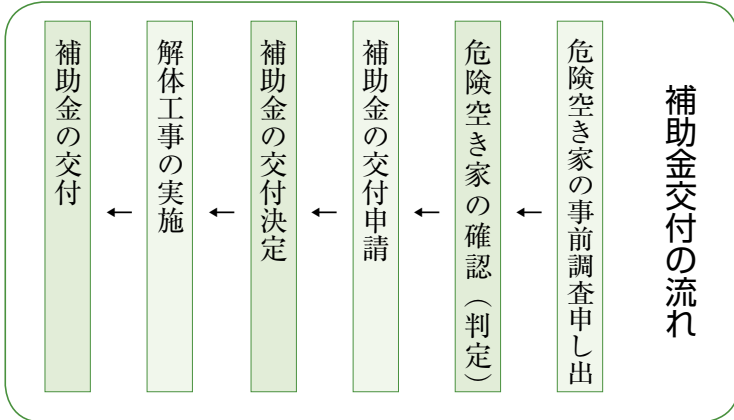 補助金交付の流れ
危険空き家の事前調査申し出
←
危険空き家の確認（判定）
←
補助金の交付申請
←
補助金の交付決定
←
解体工事の実施
←
補助金の交付